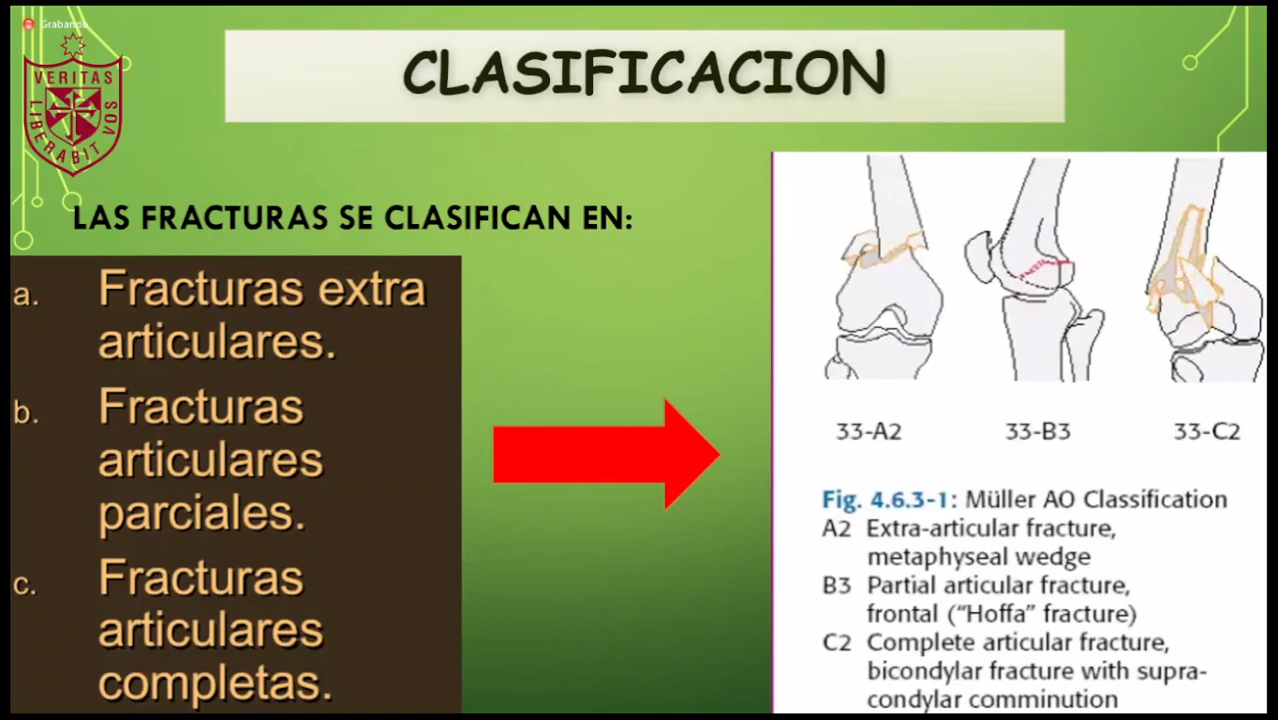 Grabando
VERITAS
LIBERABIT
VOS
CLASIFICACION
LAS FRACTURAS SE CLASIFICAN EN:
a. Fracturas extra
articulares.
b. Fracturas
articulares
parciales.
c. Fracturas
articulares
completas.
33-A2 33-B3 33-C2
Fig. 4.6.3-1: Müller AO Classification
A2 Extra-articular fracture,
metaphyseal wedge
B3 Partial articular fracture,
frontal (“Hoffa” fracture)
C2 Complete articular fracture,
bicondylar fracture with supra-
condylar comminution